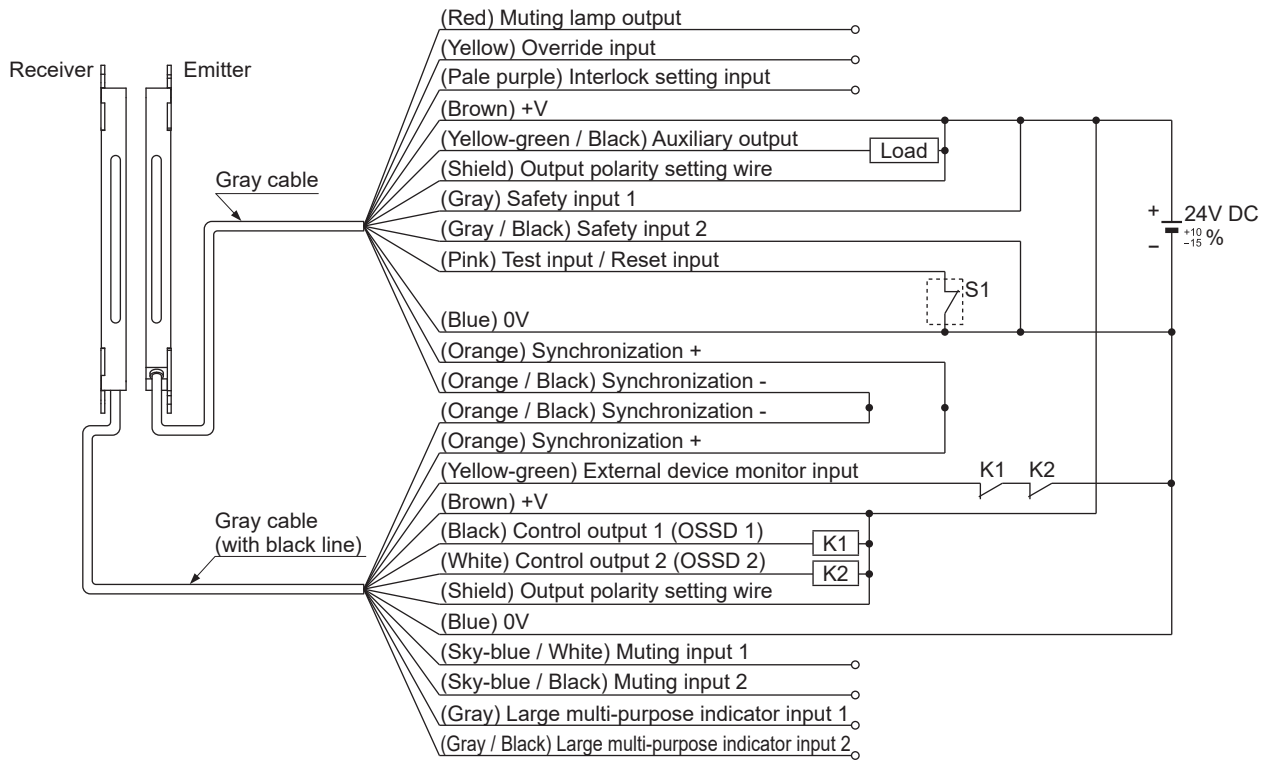 (Red) Muting lamp output
(Yellow) Override input
Receiver
Emitter
(Pale purple) Interlock setting input
(Brown) +V
(Yellow-green / Black) Auxiliary output
Load
(Shield) Output polarity setting wire
Gray cable
(Gray) Safety input 1
+
24V DC
(Gray / Black) Safety input 2
+10
−15 %
−
(Pink) Test input / Reset input
S1
(Blue) 0V
(Orange) Synchronization +
(Orange / Black) Synchronization -
(Orange / Black) Synchronization -
(Orange) Synchronization +
(Yellow-green) External device monitor input
K1
K2
(Brown) +V
Gray cable
(with black line)
(Black) Control output 1 (OSSD 1)
K1
(White) Control output 2 (OSSD 2)
K2
(Shield) Output polarity setting wire
(Blue) 0V
(Sky-blue / White) Muting input 1
(Sky-blue / Black) Muting input 2
(Gray) Large multi-purpose indicator input 1
(Gray / Black) Large multi-purpose indicator input 2